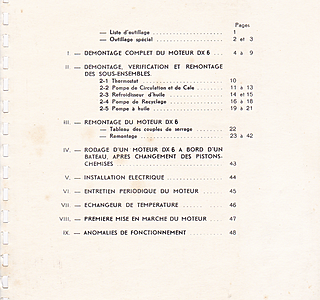 Pages
— Liste d'outillage .................. 1
— Outillage spécial .................. 2 et 3
I — DEMONTAGE COMPLET DU MOTEUR DX 6 ... 4 à 9
II — DEMONTAGE, VERIFICATION ET REMONTAGE
DES SOUS-ENSEMBLES.
2-1 Thermostat .................. 10
2-2 Pompe de Circulation et de Cale ........ 11 à 13
2-3 Refroidisseur d'huile .............. 14 et 15
2-4 Pompe de Recyclage .............. 16 à 18
2-5 Pompe à huile .................. 19 à 21
III. — REMONTAGE DU MOTEUR DX 6
— Tableau des couples de serrage ........ 22
— Remontage .................. 23 à 42
IV. — RODAGE D'UN MOTEUR DX 6 A BORD D'UN
BATEAU, APRES CHANGEMENT DES PISTONS-
CHEMISES .................. 43
V. — INSTALLATION ELECTRIQUE .............. 44
VI — ENTRETIEN PERIODIQUE DU MOTEUR ...... 45
VII — ECHANGEUR DE TEMPERATURE .......... 46
VIII. — PREMIERE MISE EN MARCHE DU MOTEUR .... 47
IX. — ANOMALIES DE FONCTIONNEMENT ........ 48